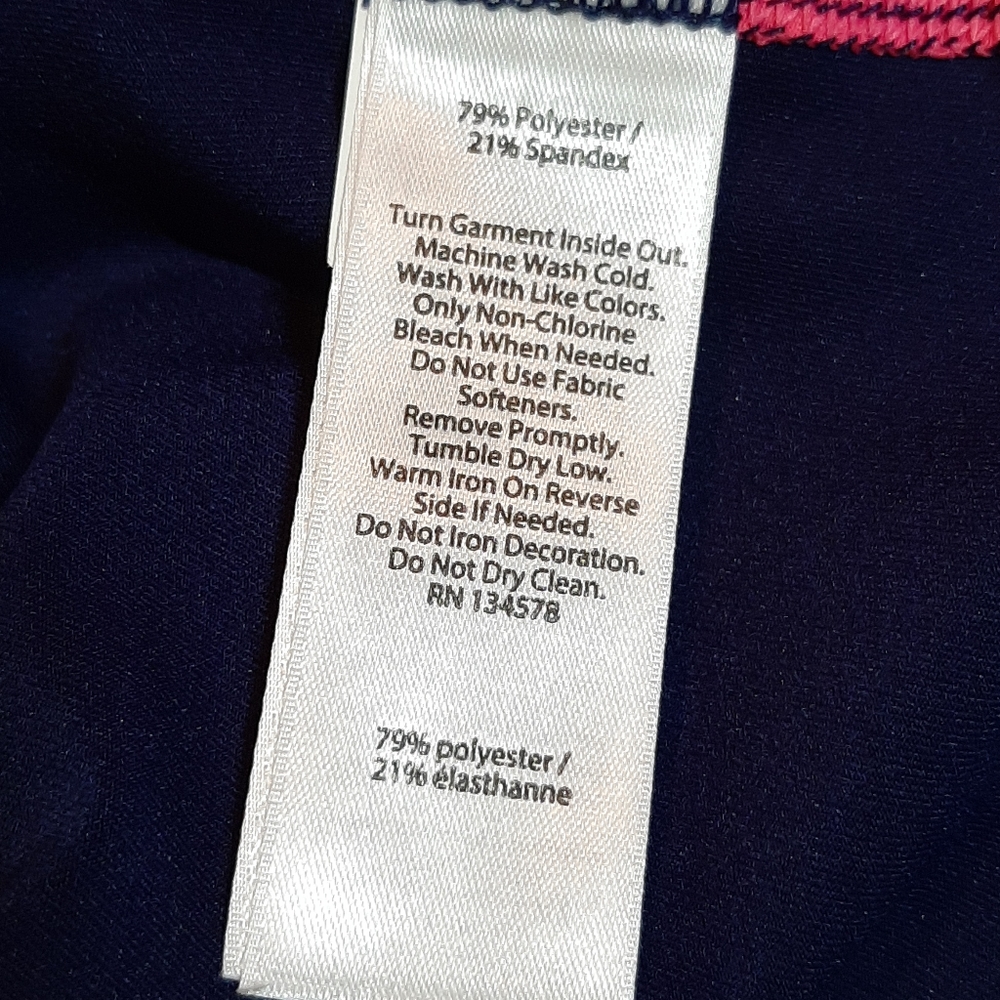 79% Polyester /
21% Spandex
Turn Garment Inside Out.
Machine Wash Cold.
Wash With Like Colors.
Only Non-Chlorine
Bleach When Needed.
Do Not Use Fabric
Softeners.
Remove Promptly.
Tumble Dry Low.
Warm Iron On Reverse
Side If Needed.
Do Not Iron Decoration.
Do Not Dry Clean.
RN 134578
79% polyester /
21% élasthanne